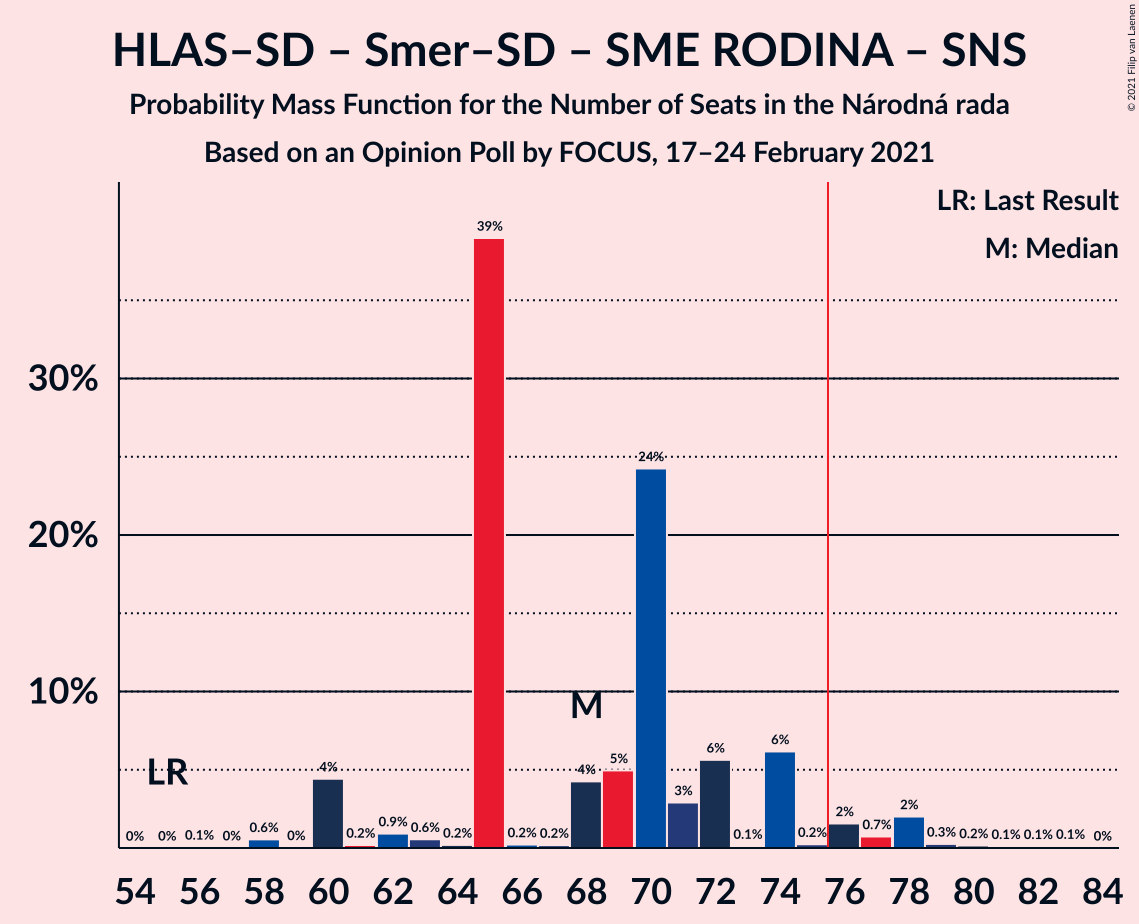 HLAS–SD – Smer–SD – SME RODINA – SNS
Probability Mass Function for the Number of Seats in the Národná rada
Based on an Opinion Poll by FOCUS, 17–24 February 2021
© 2021 Filip van Laenen
LR: Last Result
M: Median
39%
30%
24%
20%
10%
M
LR
0% 0% 0.1% 0% 0.6% 0% 4% 0.2% 0.9% 0.6% 0.2% 0.2% 0.2% 4% 5% 3% 6% 0.1% 6% 0.2% 2% 0.7% 2% 0.3% 0.2% 0.1% 0.1% 0.1% 0%
54 56 58 60 62 64 66 68 70 72 74 76 78 80 82 84